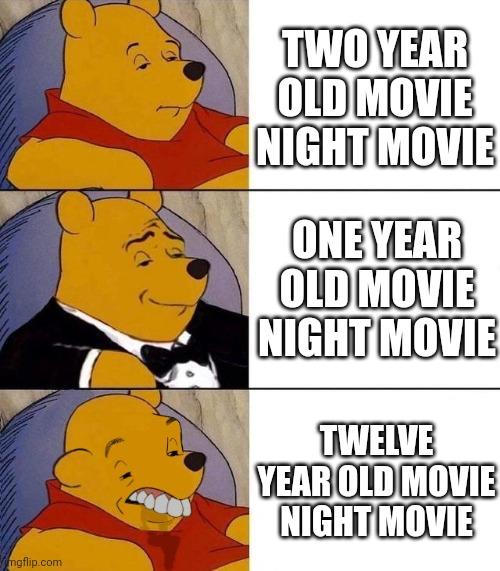 TWO YEAR
OLD MOVIE
NIGHT MOVIE
ONE YEAR
OLD MOVIE
NIGHT MOVIE
TWELVE
YEAR OLD MOVIE
NIGHT MOVIE
imgflip.com